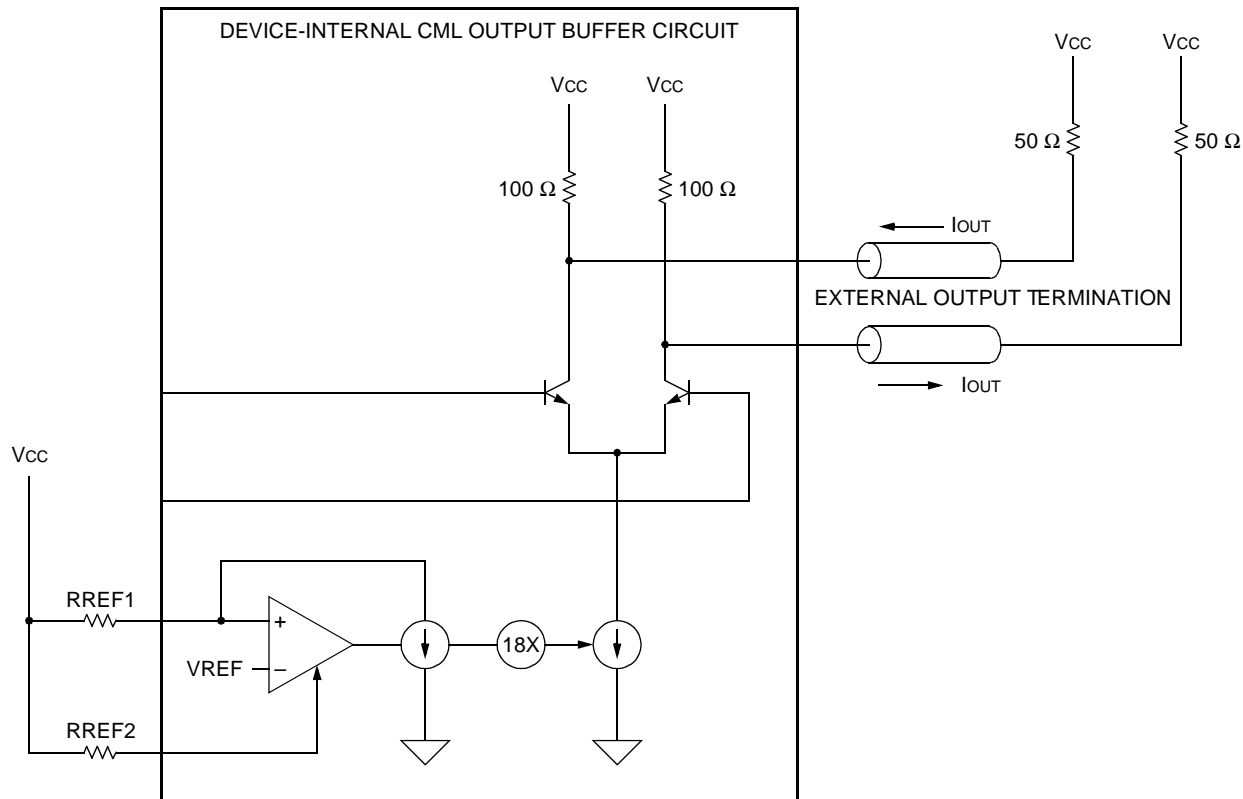 DEVICE-INTERNAL CML OUTPUT BUFFER CIRCUIT
VCC VCC
VCC VCC
50 Ω 50 Ω
100 Ω 100 Ω
IOUT
EXTERNAL OUTPUT TERMINATION
IOUT
VCC
RREF1
+
18X
VREF −
RREF2